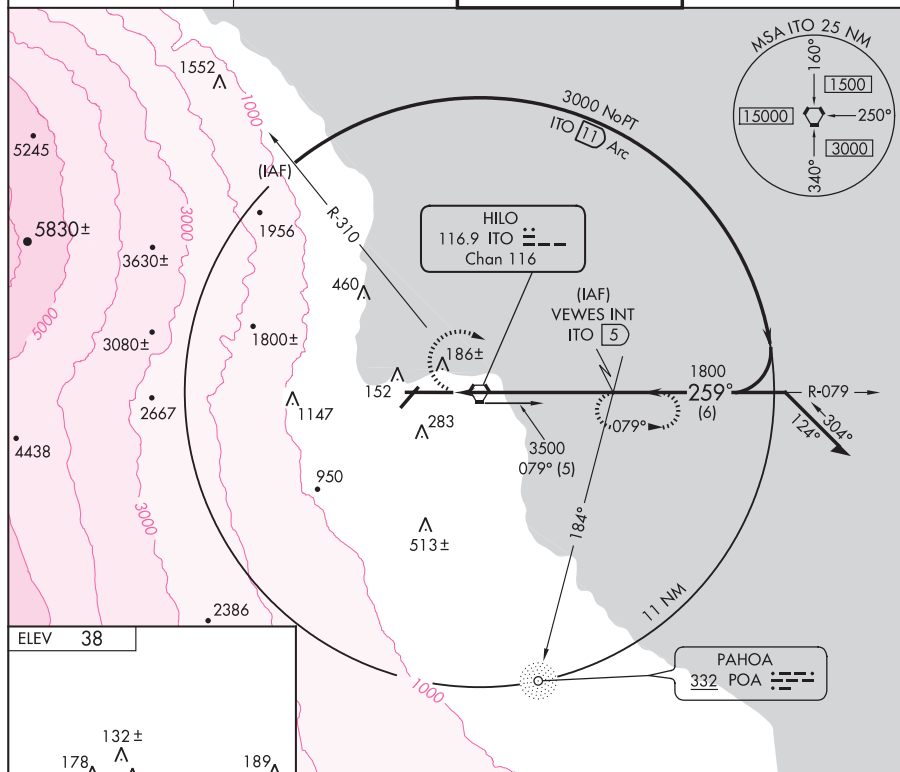 MSA ITO 25 NM
160°
1500
15000
250°
3000
340°
1552
1000
3000 NoPT
ITO 11 Arc
5245
(IAF)
R-310
3000
1956
5830±
3630±
HILO
116.9 ITO
Chan 116
460
(IAF)
VEWES INT
ITO 5
5000
3080±
1800±
186±
152
1800
259°
(6)
R-079
2667
1147
283
079°
304°
124°
3500
079° (5)
4438
950
3000
184°
513±
11 NM
2386
ELEV 38
1000
PAHOA
332 POA
132±
178
189